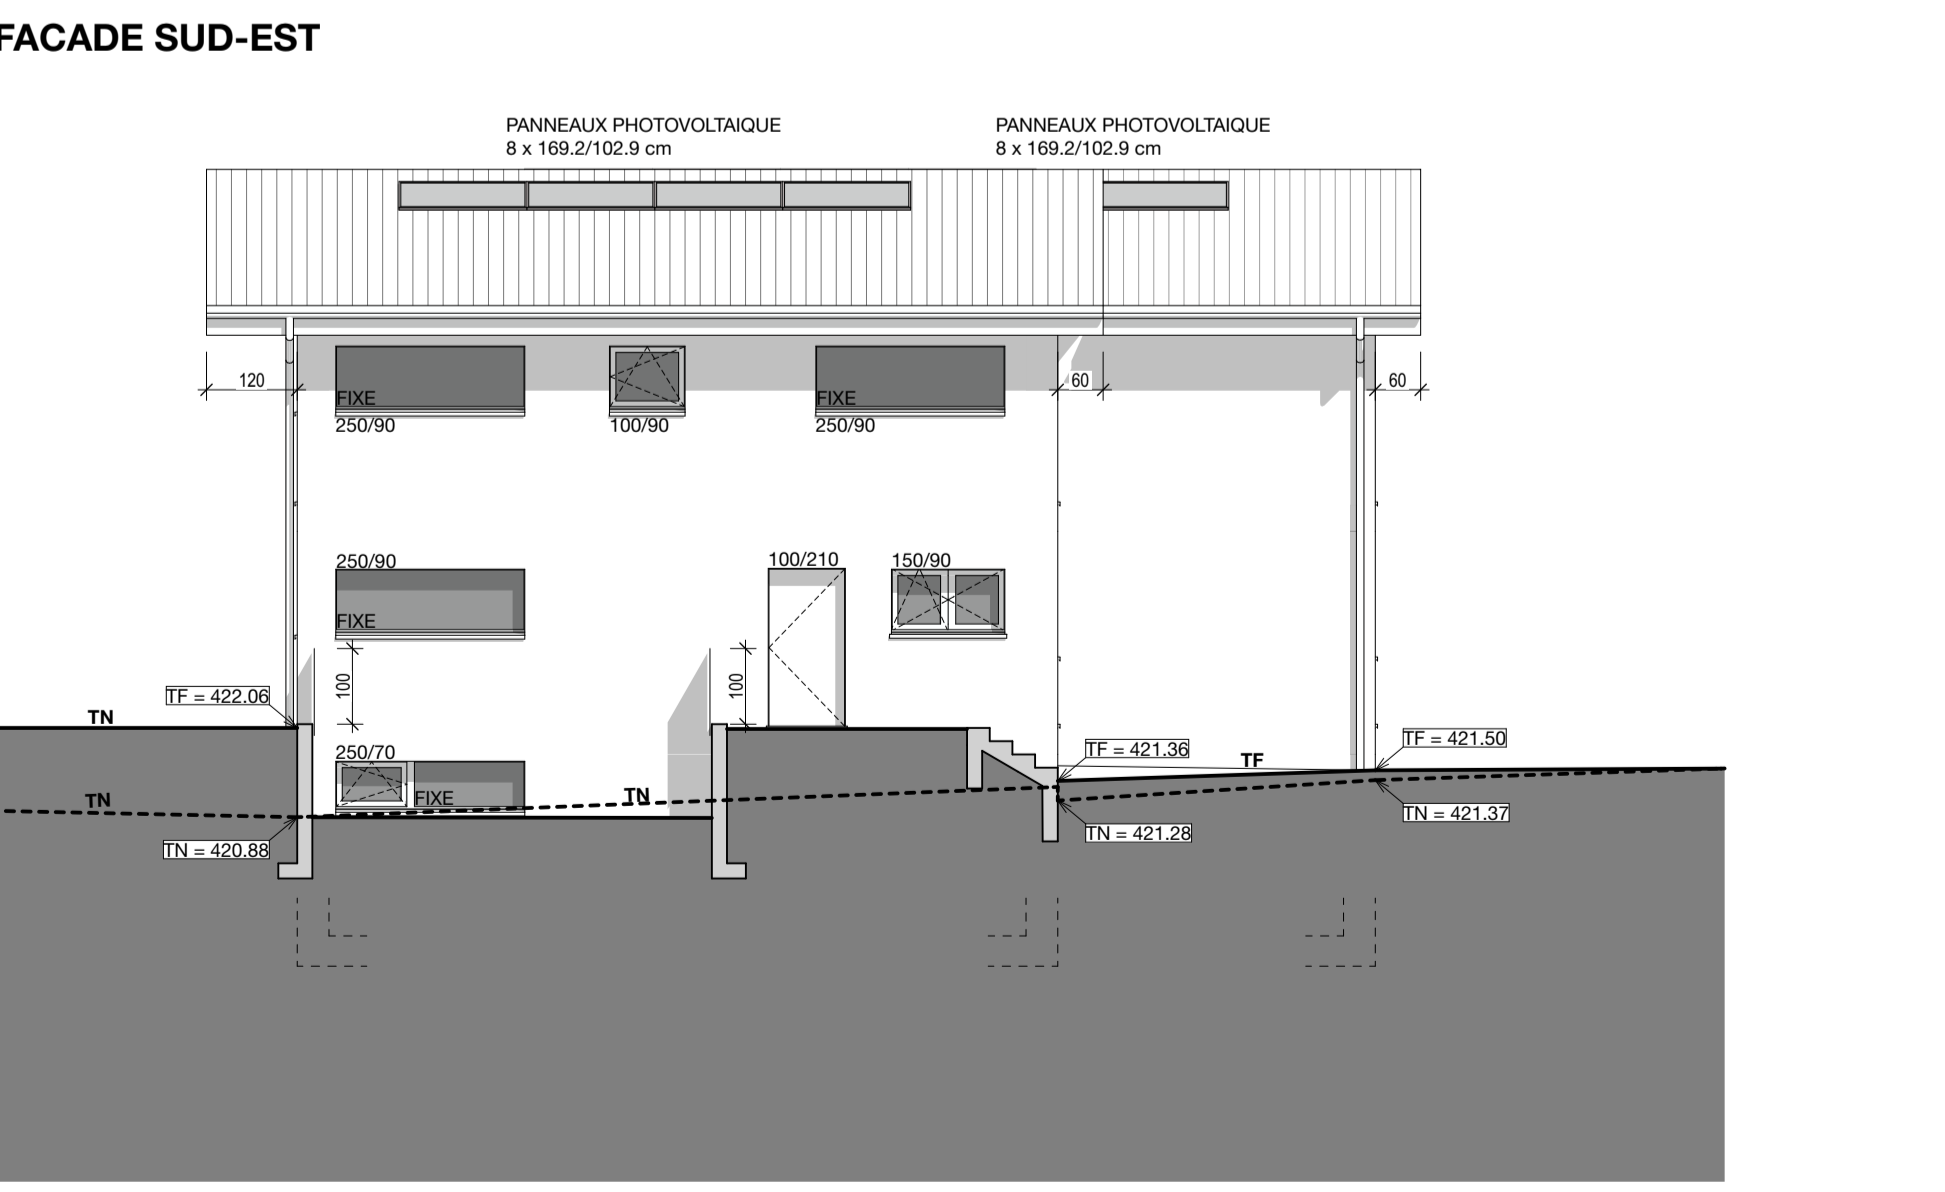 FACADE SUD-EST
PANNEAUX PHOTOVOLTAIQUE
8 x 169.2/102.9 cm
PANNEAUX PHOTOVOLTAIQUE
8 x 169.2/102.9 cm
120
60
60
FIXE
250/90
100/90
FIXE
250/90
250/90
FIXE
100/210
150/90
100
100
TF = 422.06
TN
250/70
FIXE
TN
TN
TN = 420.88
TF = 421.36
TF
TF = 421.50
TN = 421.28
TN = 421.37